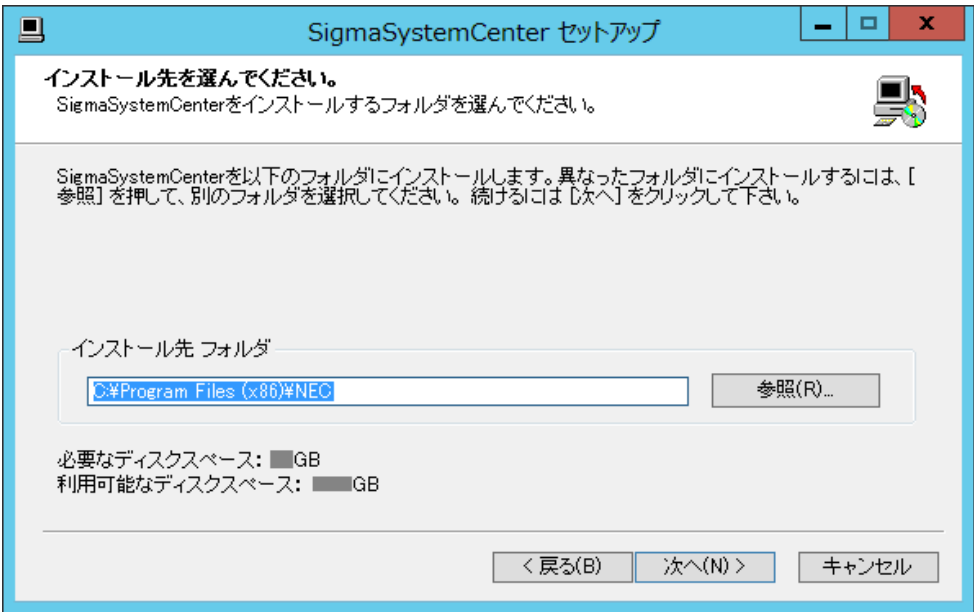 SigmaSystemCenter セットアップ
インストール先を選んでください。
SigmaSystemCenterをインストールするフォルダを選んでください。
SigmaSystemCenterを以下のフォルダにインストールします。異なったフォルダにインストールするには、[
参照] を押して、別のフォルダを選択してください。続けるには [次へ] をクリックして下さい。
インストール先 フォルダ
C:¥Program Files (x86)¥NEC
参照(R)...
必要なディスクスペース: GB
利用可能なディスクスペース: GB
< 戻る(B)
次へ(N) >
キャンセル